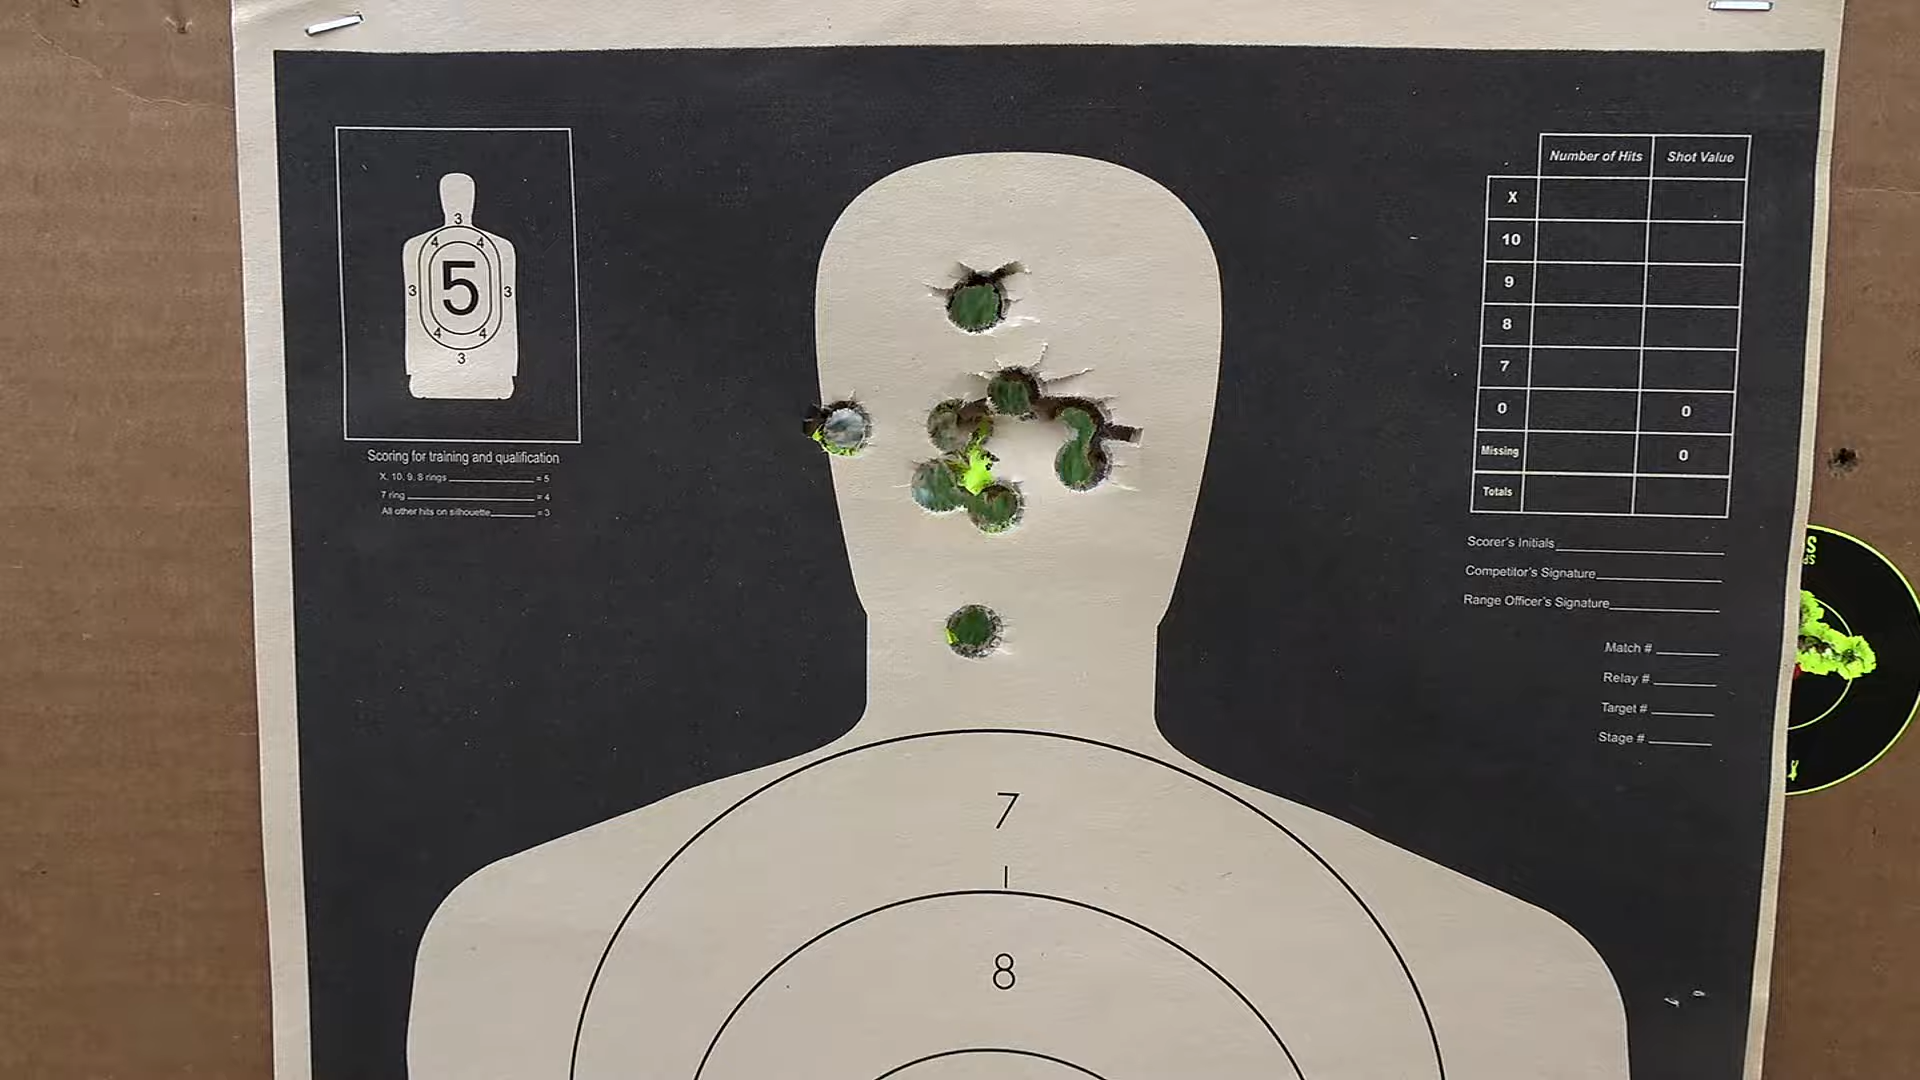 3
4 4
3 5 3
4 4
3
Scoring for training and qualification
X, 10, 9, 8 rings = 5
7 ring = 4
All other hits on silhouette = 3
Number of Hits Shot Value
X
10
9
8
7
0 0
Missing 0
Totals
Scorer's Initials
Competitor's Signature
Range Officer's Signature
Match #
Relay #
Target #
Stage #
7
8